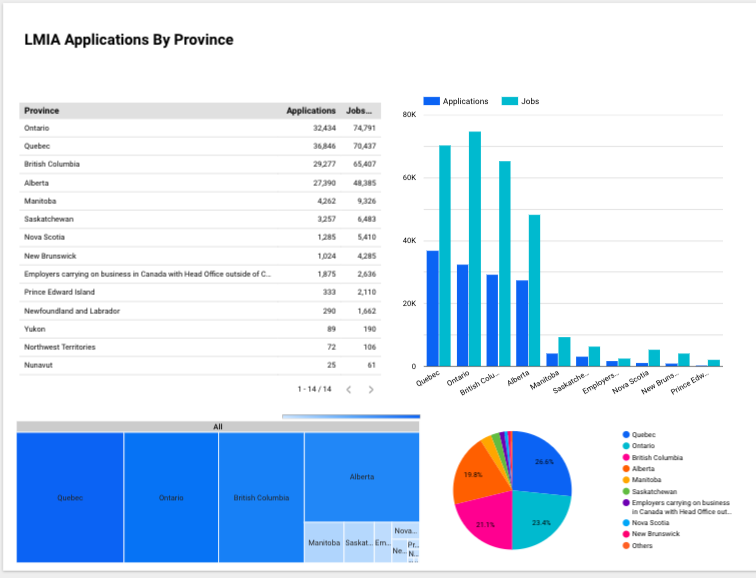 LMIA Applications By Province
Province Applications Jobs...
Ontario 32,434 74,791
Quebec 36,846 70,437
British Columbia 29,277 65,407
Alberta 27,390 48,385
Manitoba 4,262 9,326
Saskatchewan 3,257 6,483
Nova Scotia 1,285 5,410
New Brunswick 1,024 4,285
Employers carrying on business in Canada with Head Office outside of C... 1,875 2,636
Prince Edward Island 333 2,110
Newfoundland and Labrador 290 1,662
Yukon 89 190
Northwest Territories 72 106
Nunavut 25 61
1 - 14 / 14
Applications Jobs
80K
60K
40K
20K
0
Quebec Ontario British Colu... Alberta Manitoba Saskatche... Employers... Nova Scotia New Bruns... Prince Edw...
All
Quebec
Ontario
British Columbia
Alberta
Manitoba
Saskat...
Em...
Nova...
Ne...
Pr...
N...
26.6%
23.4%
21.1%
19.8%
Quebec
Ontario
British Columbia
Alberta
Manitoba
Saskatchewan
Employers carrying on business
in Canada with Head Office out...
Nova Scotia
New Brunswick
Others